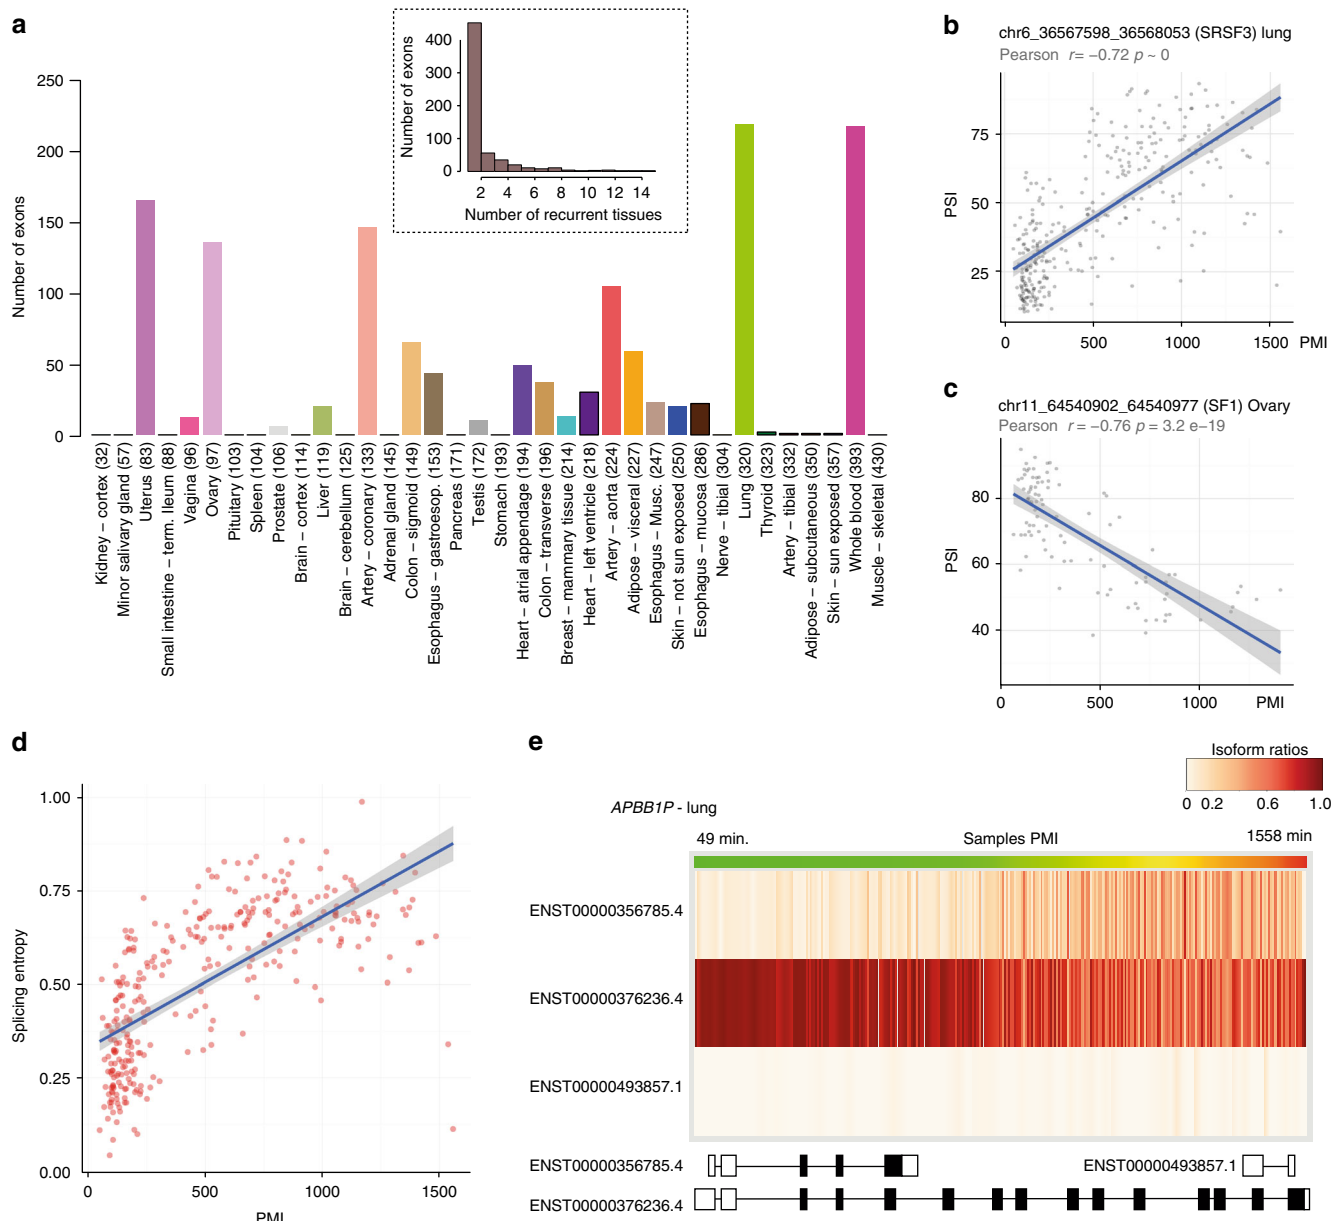 a
250
200
150
100
50
0
Number of exons
Kidney – cortex (32)
Minor salivary gland (57)
Uterus (83)
Small intestine – term. Ileum (88)
Vagina (96)
Ovary (97)
Pituitary (103)
Spleen (104)
Prostate (106)
Brain – cortex (114)
Liver (119)
Brain – cerebellum (125)
Artery – coronary (133)
Adrenal gland (145)
Colon – sigmoid (149)
Esophagus – gastroesop. (153)
Pancreas (171)
Testis (172)
Stomach (193)
Heart – atrial appendage (194)
Colon – transverse (196)
Breast – mammary tissue (214)
Heart – left ventricle (218)
Artery – aorta (224)
Adipose – visceral (227)
Esophagus – Musc. (247)
Skin – not sun exposed (250)
Esophagus – mucosa (286)
Nerve – tibial (304)
Lung (320)
Thyroid (323)
Artery – tibial (332)
Adipose – subcutaneous (350)
Skin – sun exposed (357)
Whole blood (393)
Muscle – skeletal (430)
400
300
200
100
0
Number of exons
2 4 6 8 10 12 14
Number of recurrent tissues
b
chr6_36567598_36568053 (SRSF3) lung
Pearson r= −0.72 p ~ 0
75
50
25
PSI
0 500 1000 1500 PMI
c
chr11_64540902_64540977 (SF1) Ovary
Pearson r = −0.76 p = 3.2 e−19
80
60
40
PSI
0 500 1000 PMI
d
1.00
0.75
0.50
0.25
0.00
Splicing entropy
0 500 1000 1500
PMI
e
Isoform ratios
0 0.2 0.6 1.0
APBB1P - lung
49 min. Samples PMI 1558 min
ENST00000356785.4
ENST00000376236.4
ENST00000493857.1
ENST00000356785.4 ENST00000493857.1
ENST00000376236.4